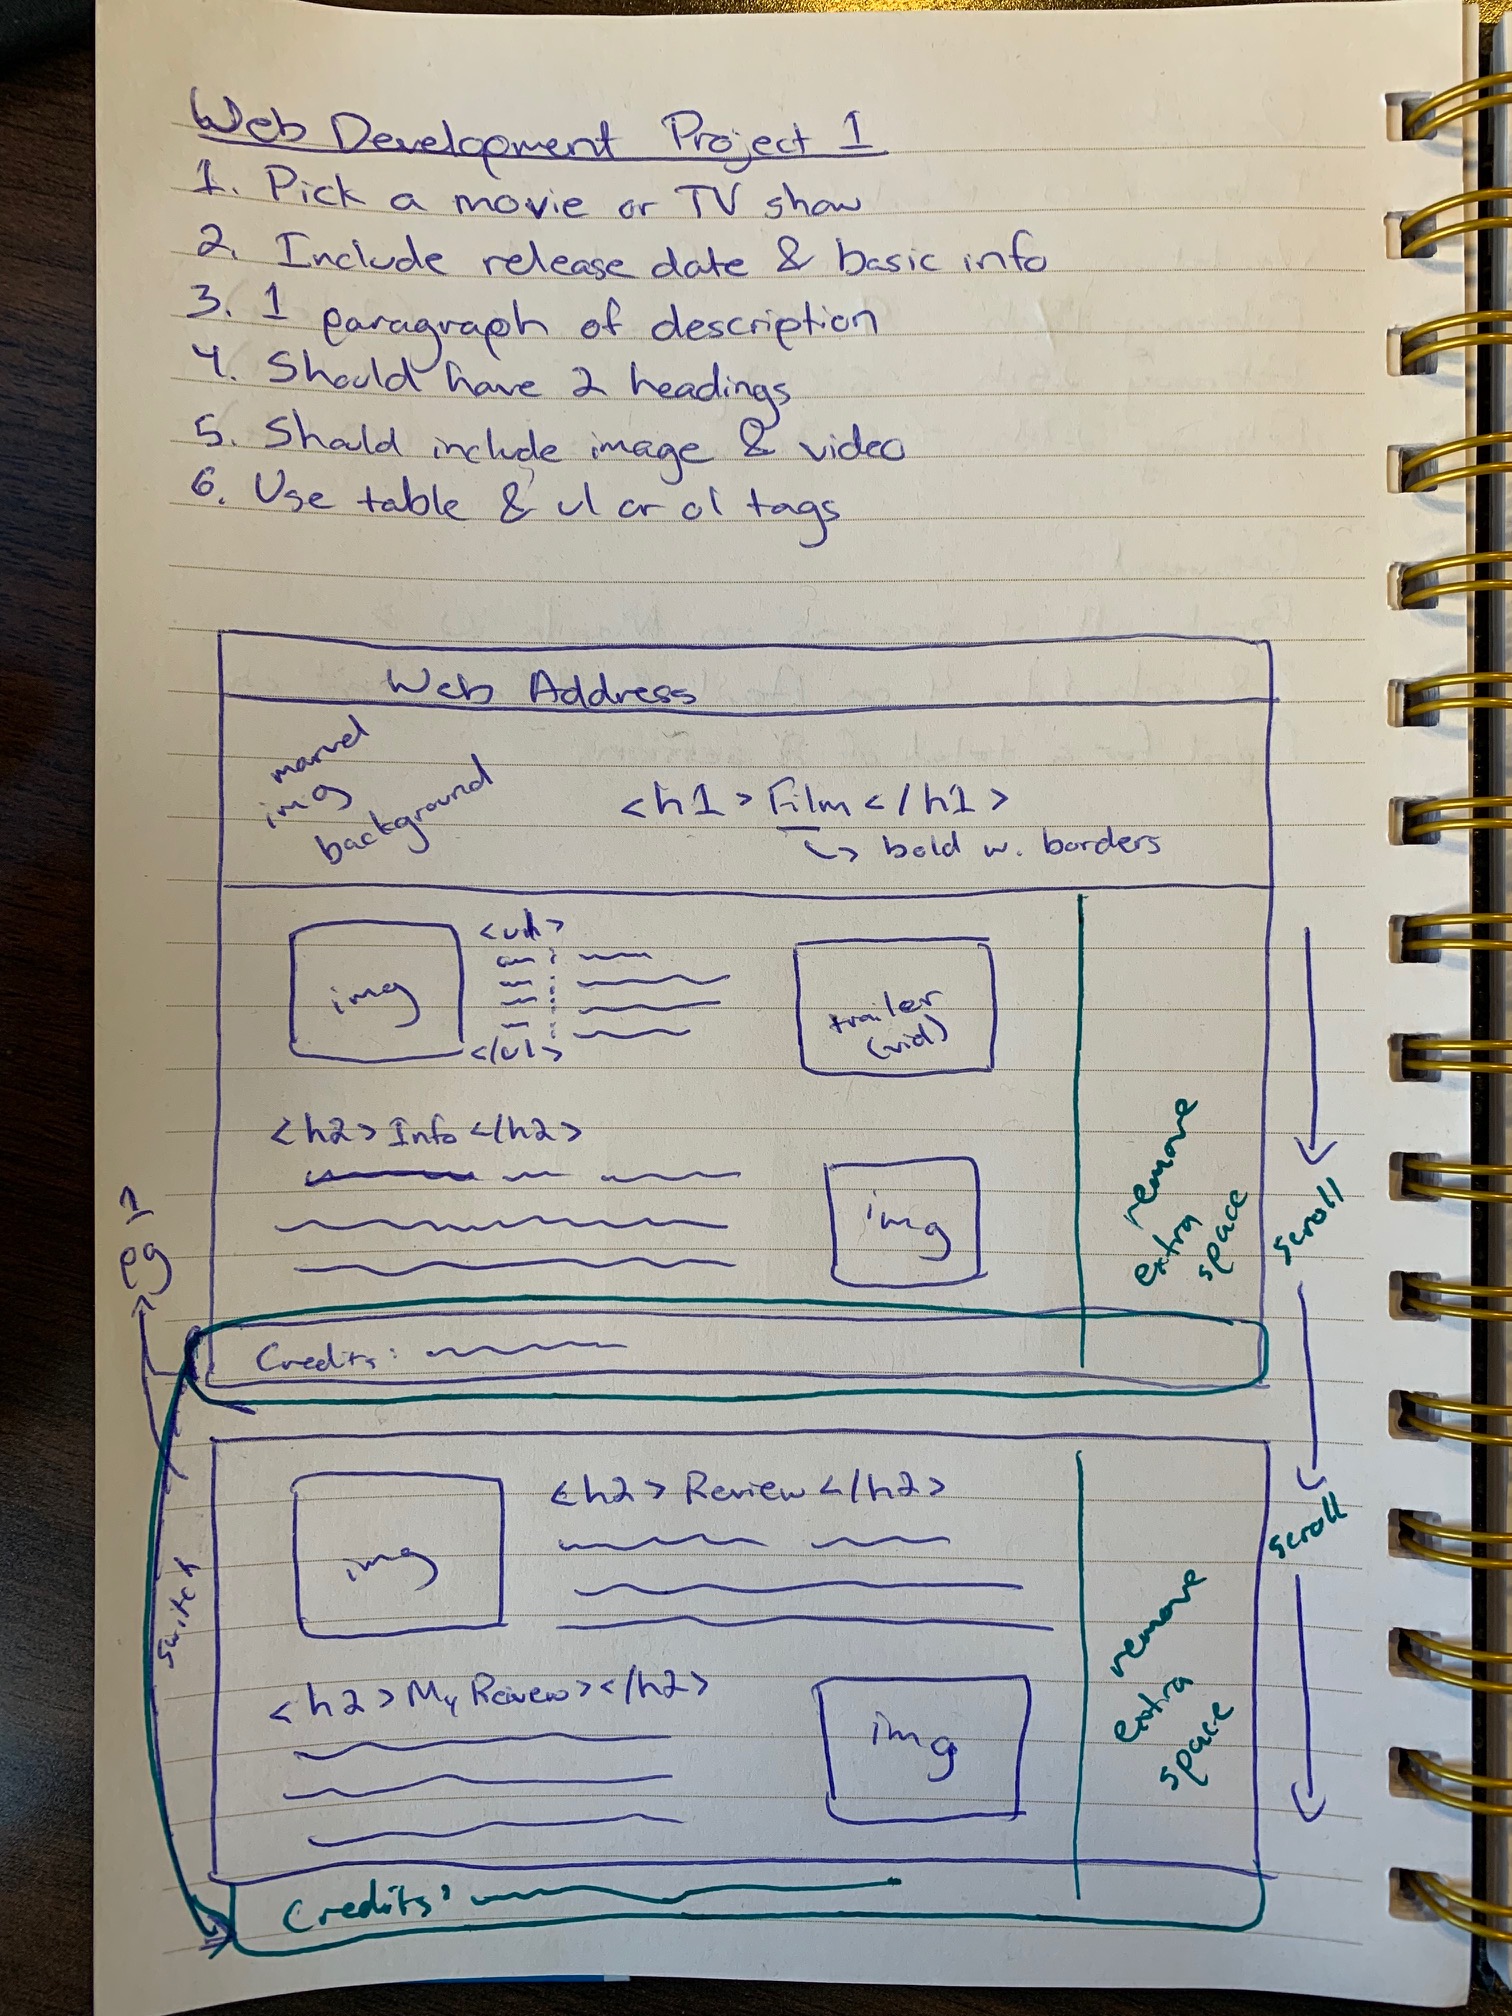 Web Development Project 1
1. Pick a movie or TV show
2. Include release date & basic info
3. 1 paragraph of description
4. Should have 2 headings
5. Should include image & video
6. Use table & ul or ol tags
Web Address
marvel
img
background
<h1> Film </h1>
↳ bold w. borders
img
<ul>
</ul>
trailer
(vid)
<h2> Info </h2>
img
remove
extra
space
scroll
pg 1
Credits:
switch
img
<h2> Review </h2>
scroll
<h2> My Review></h2>
img
remove
extra
space
Credits: